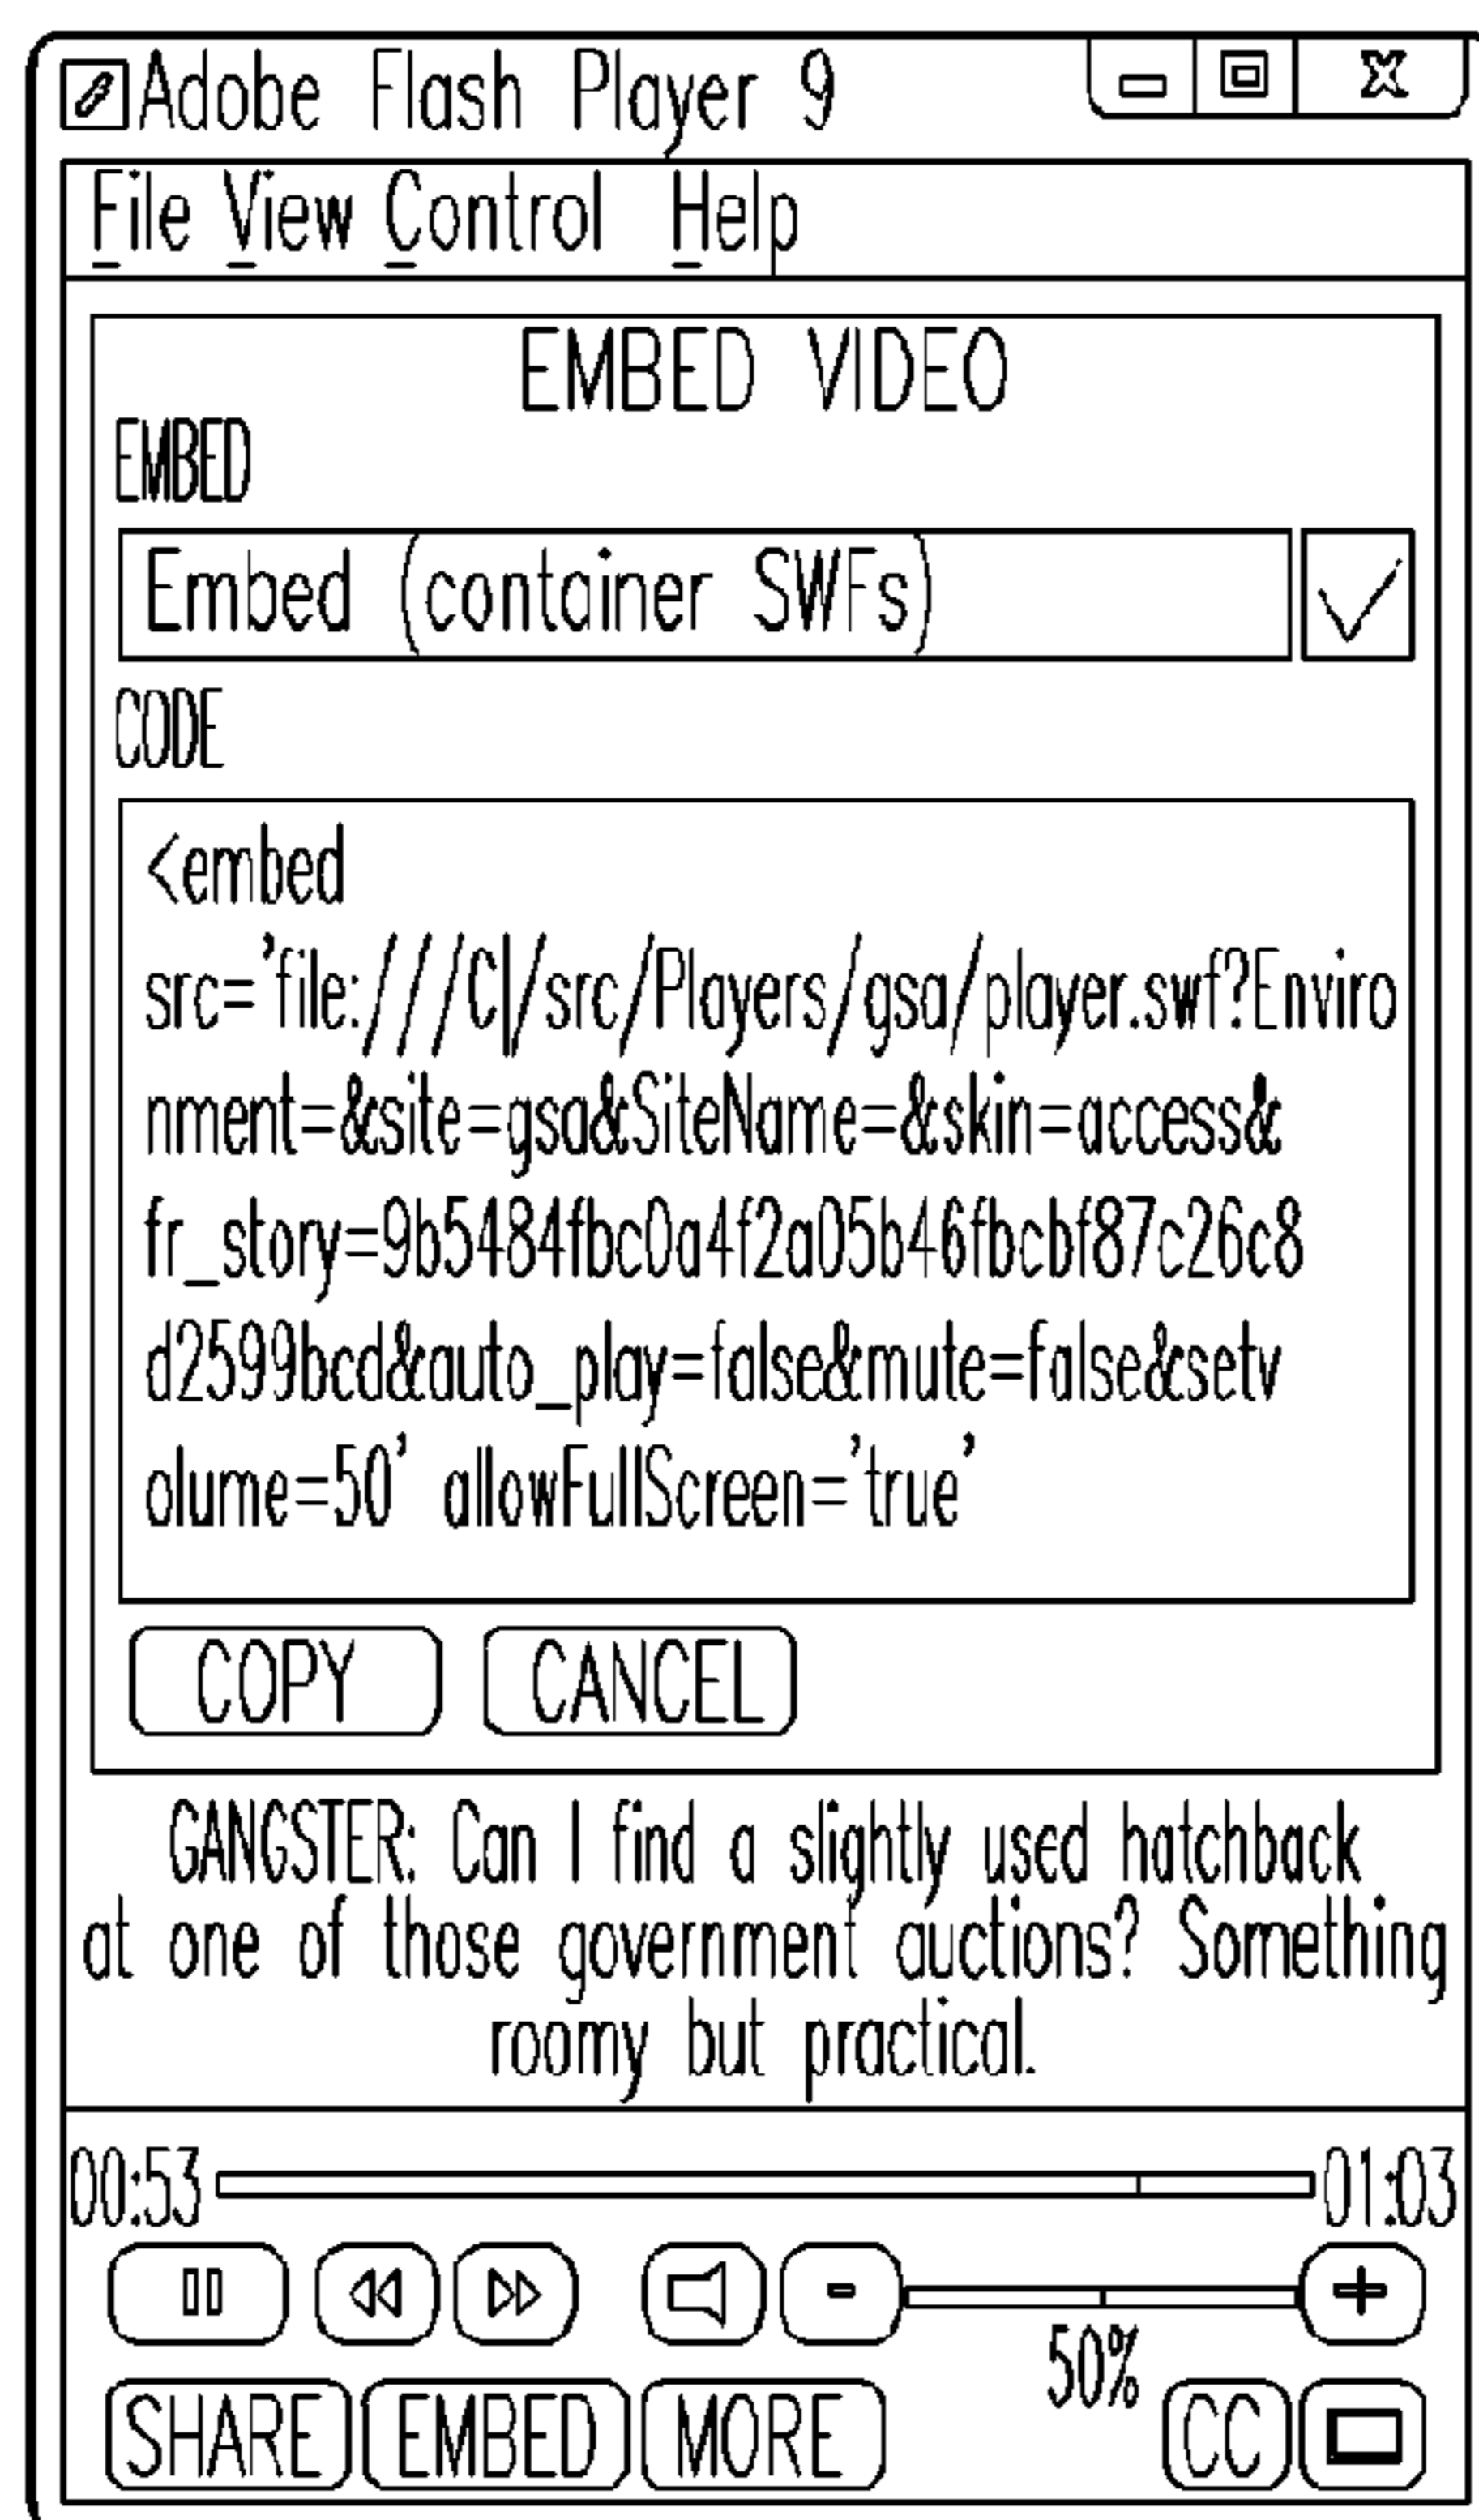 Adobe Flash Player 9
File View Control Help
EMBED VIDEO
EMBED
Embed (container SWFs)
CODE
<embed
src='file:///C|/src/Players/gsa/player.swf?Enviro
nment=&site=gsa&SiteName=&skin=access&
fr_story=9b5484fbc0a4f2a05b46fbcbf87c26c8
d2599bcd&auto_play=false&mute=false&setv
olume=50' allowFullScreen='true'
COPY CANCEL
GANGSTER: Can I find a slightly used hatchback
at one of those government auctions? Something
roomy but practical.
00:53 01:03
50%
SHARE EMBED MORE CC